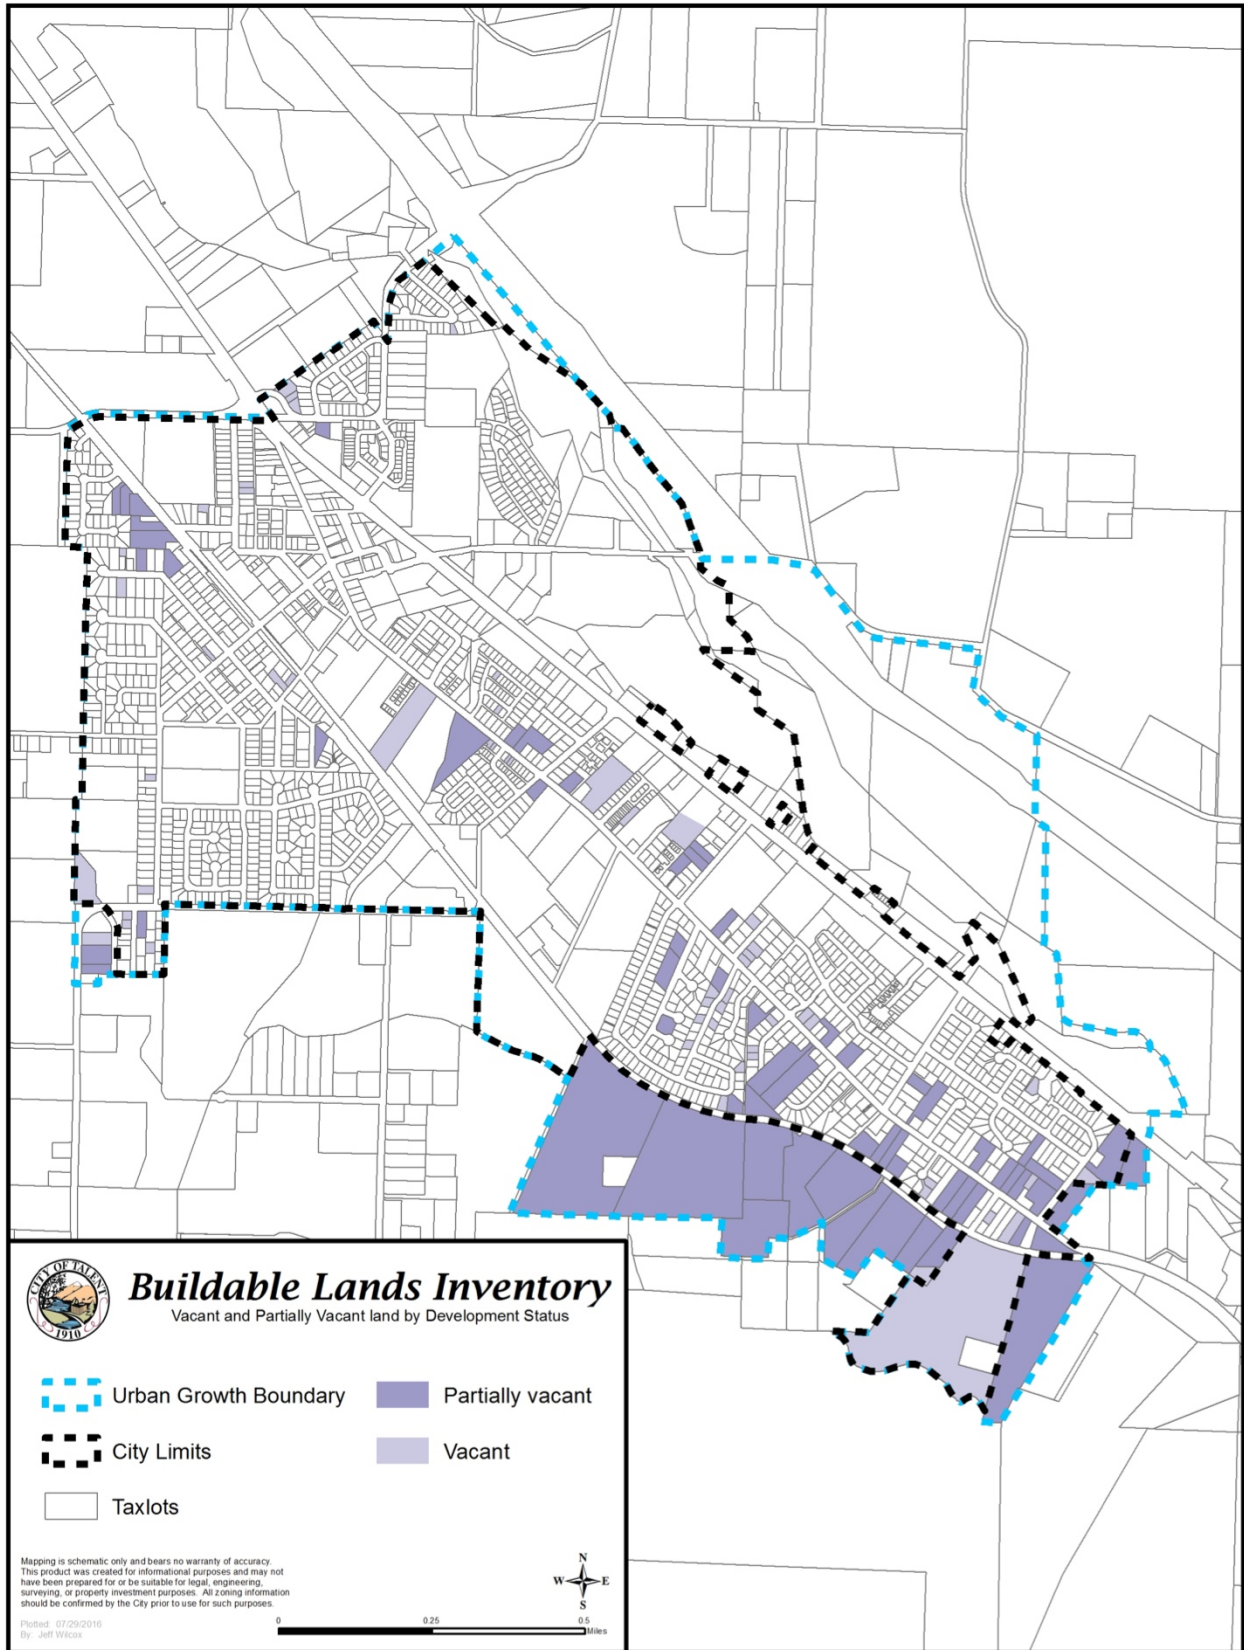 CITY OF TALENT
1910
Buildable Lands Inventory
Vacant and Partially Vacant land by Development Status
Urban Growth Boundary
Partially vacant
City Limits
Vacant
Taxlots
Mapping is schematic only and bears no warranty of accuracy.
This product was created for informational purposes and may not
have been prepared for or be suitable for legal, engineering,
surveying, or property investment purposes. All zoning information
should be confirmed by the City prior to use for such purposes.
Plotted: 07/29/2016
By: Jeff Wilcox
N
W E
S
0 0.25 0.5
Miles